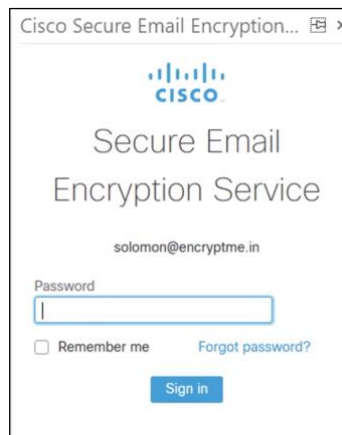 Cisco Secure Email Encryption...
CISCO
Secure Email
Encryption Service
solomon@encryptme.in
Password
Remember me Forgot password?
Sign in